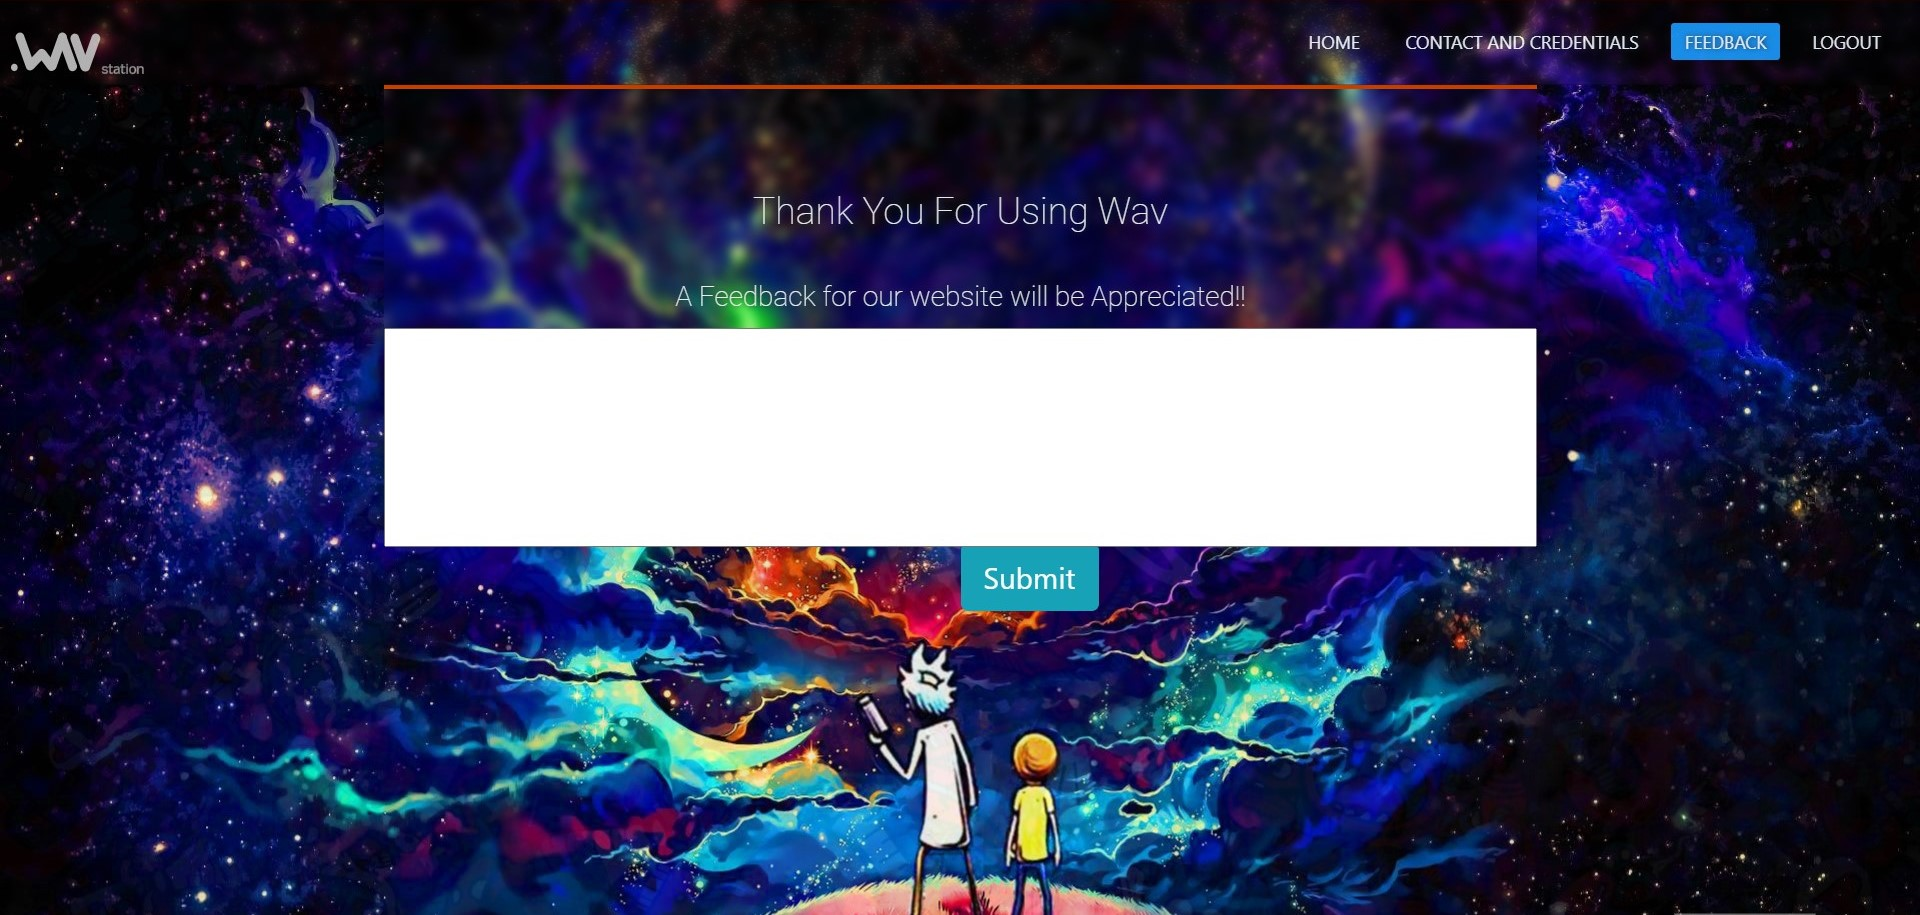 .WAV station
HOME CONTACT AND CREDENTIALS FEEDBACK LOGOUT
Thank You For Using Wav
A Feedback for our website will be Appreciated!!
Submit